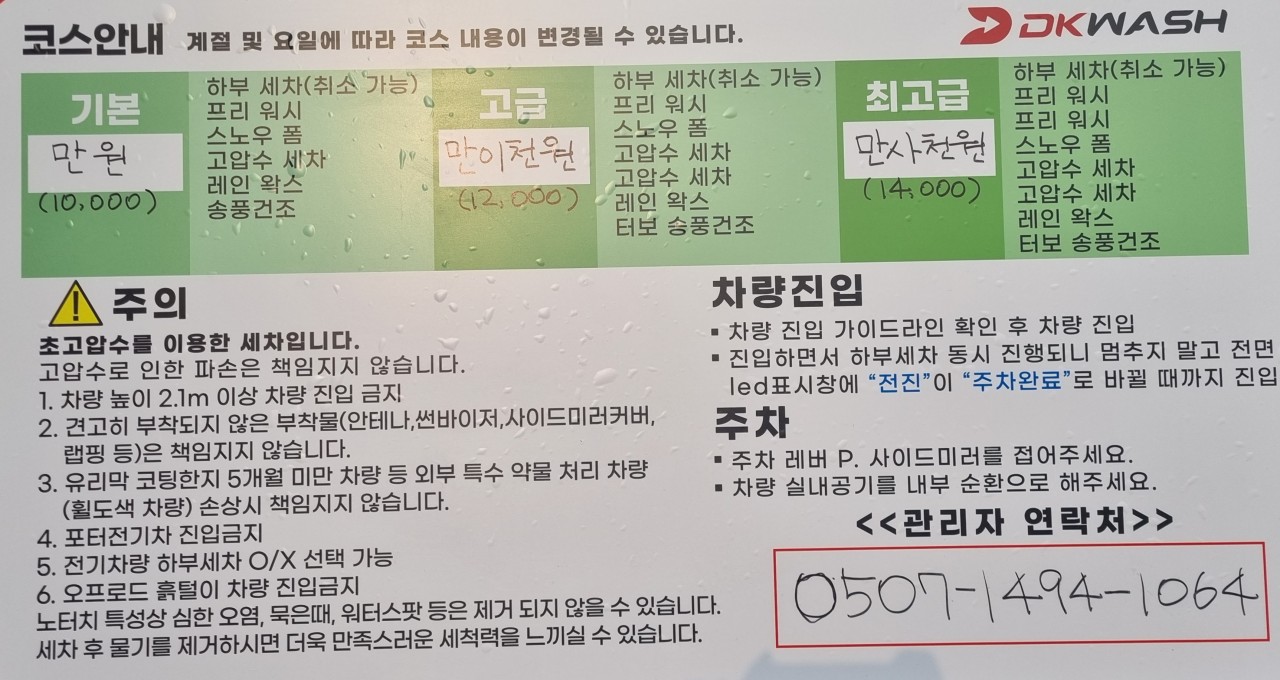 코스안내 계절 및 요일에 따라 코스 내용이 변경될 수 있습니다.
DKWASH
기본
만원
(10,000)
하부 세차(취소 가능)
프리 워시
스노우 폼
고압수 세차
레인 왁스
송풍건조
고급
만이천원
(12,000)
하부 세차(취소 가능)
프리 워시
스노우 폼
고압수 세차
고압수 세차
레인 왁스
터보 송풍건조
최고급
만사천원
(14,000)
하부 세차(취소 가능)
프리 워시
프리 워시
스노우 폼
고압수 세차
고압수 세차
레인 왁스
터보 송풍건조
주의
초고압수를 이용한 세차입니다.
고압수로 인한 파손은 책임지지 않습니다.
1. 차량 높이 2.1m 이상 차량 진입 금지
2. 견고히 부착되지 않은 부착물(안테나,썬바이저,사이드미러커버,
랩핑 등)은 책임지지 않습니다.
3. 유리막 코팅한지 5개월 미만 차량 등 외부 특수 약물 처리 차량
(휠도색 차량) 손상시 책임지지 않습니다.
4. 포터전기차 진입금지
5. 전기차량 하부세차 O/X 선택 가능
6. 오프로드 흙털이 차량 진입금지
노터치 특성상 심한 오염, 묵은때, 워터스팟 등은 제거 되지 않을 수 있습니다.
세차 후 물기를 제거하시면 더욱 만족스러운 세척력을 느끼실 수 있습니다.
차량진입
▪ 차량 진입 가이드라인 확인 후 차량 진입
▪ 진입하면서 하부세차 동시 진행되니 멈추지 말고 전면
led표시창에 “전진”이 “주차완료”로 바뀔 때까지 진입
주차
▪ 주차 레버 P. 사이드미러를 접어주세요.
▪ 차량 실내공기를 내부 순환으로 해주세요.
<<관리자 연락처>>
0507-1494-1064